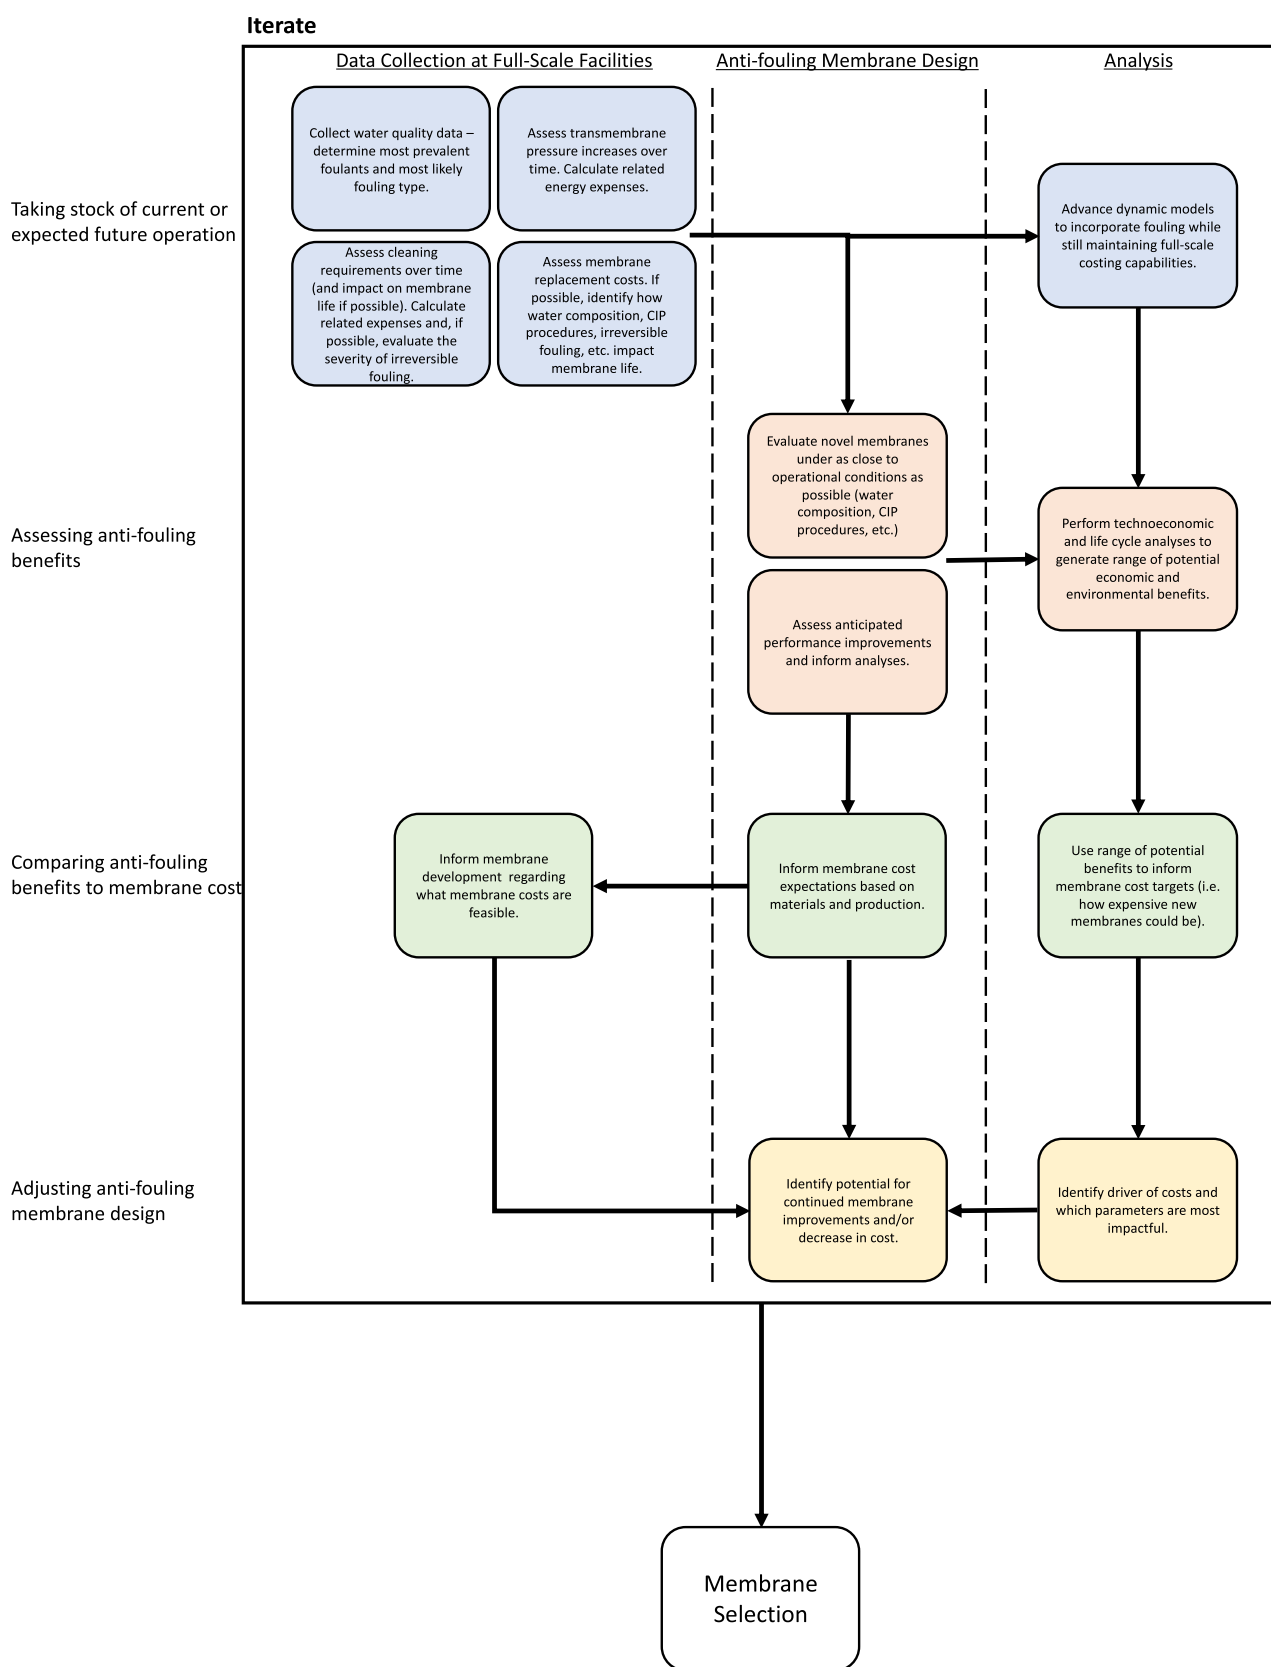 Iterate
Data Collection at Full-Scale Facilities
Anti-fouling Membrane Design
Analysis
Taking stock of current or
expected future operation
Collect water quality data –
determine most prevalent
foulants and most likely
fouling type.
Assess transmembrane
pressure increases over
time. Calculate related
energy expenses.
Assess cleaning
requirements over time
(and impact on membrane
life if possible). Calculate
related expenses and, if
possible, evaluate the
severity of irreversible
fouling.
Assess membrane
replacement costs. If
possible, identify how
water composition, CIP
procedures, irreversible
fouling, etc. impact
membrane life.
Advance dynamic models
to incorporate fouling while
still maintaining full-scale
costing capabilities.
Assessing anti-fouling
benefits
Evaluate novel membranes
under as close to
operational conditions as
possible (water
composition, CIP
procedures, etc.)
Assess anticipated
performance improvements
and inform analyses.
Perform technoeconomic
and life cycle analyses to
generate range of potential
economic and
environmental benefits.
Comparing anti-fouling
benefits to membrane cost
Inform membrane
development  regarding
what membrane costs are
feasible.
Inform membrane cost
expectations based on
materials and production.
Use range of potential
benefits to inform
membrane cost targets (i.e.
how expensive new
membranes could be).
Adjusting anti-fouling
membrane design
Identify potential for
continued membrane
improvements and/or
decrease in cost.
Identify driver of costs and
which parameters are most
impactful.
Membrane
Selection